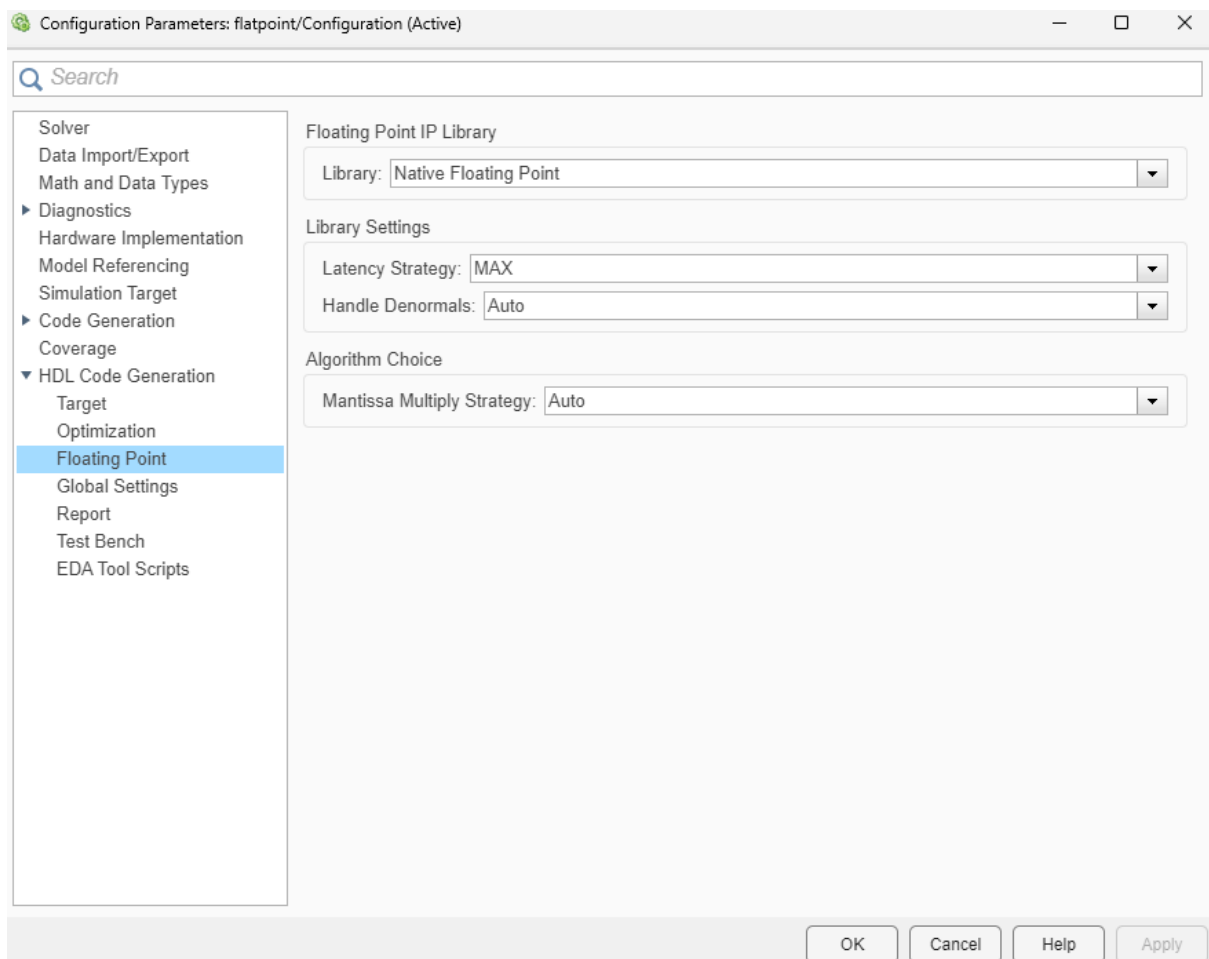 Configuration Parameters: flatpoint/Configuration (Active)
Search
Solver
Data Import/Export
Math and Data Types
Diagnostics
Hardware Implementation
Model Referencing
Simulation Target
Code Generation
Coverage
HDL Code Generation
Target
Optimization
Floating Point
Global Settings
Report
Test Bench
EDA Tool Scripts
Floating Point IP Library
Library: Native Floating Point
Library Settings
Latency Strategy: MAX
Handle Denormals: Auto
Algorithm Choice
Mantissa Multiply Strategy: Auto
OK Cancel Help Apply